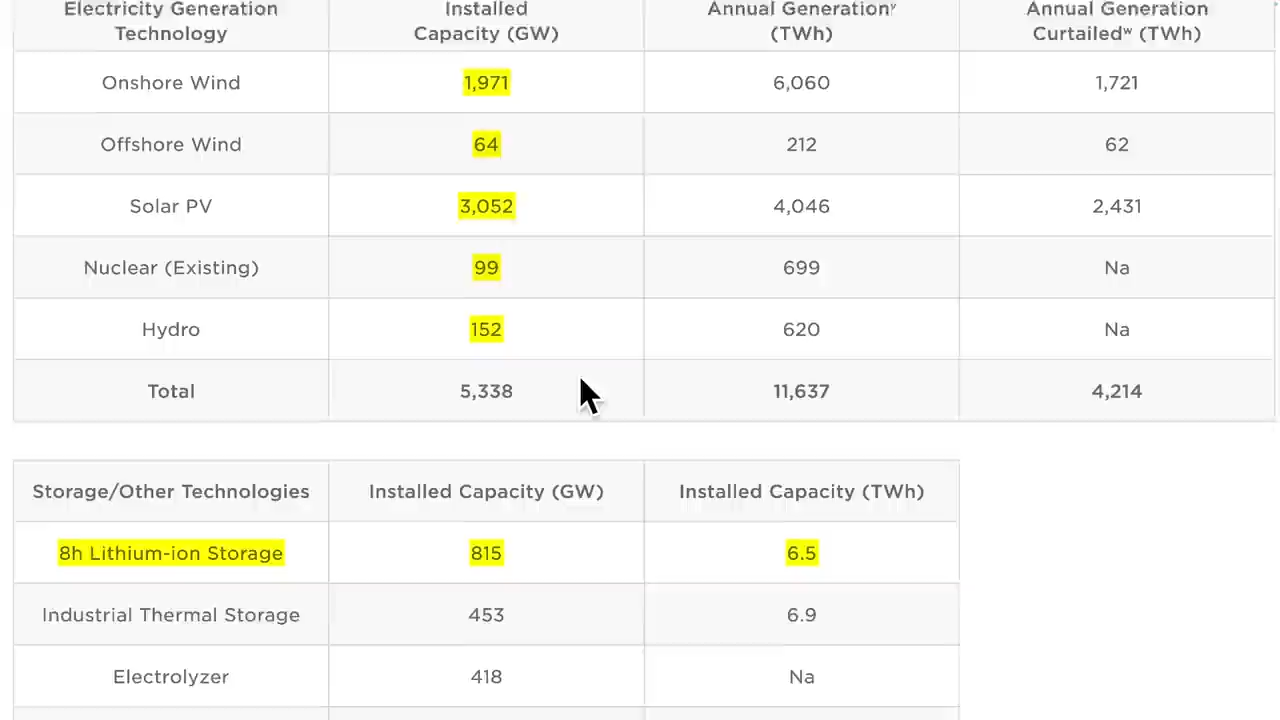 Electricity Generation Technology Installed Capacity (GW) Annual Generationʸ (TWh) Annual Generation Curtailedʷ (TWh)
Onshore Wind 1,971 6,060 1,721
Offshore Wind 64 212 62
Solar PV 3,052 4,046 2,431
Nuclear (Existing) 99 699 Na
Hydro 152 620 Na
Total 5,338 11,637 4,214
Storage/Other Technologies Installed Capacity (GW) Installed Capacity (TWh)
8h Lithium-ion Storage 815 6.5
Industrial Thermal Storage 453 6.9
Electrolyzer 418 Na